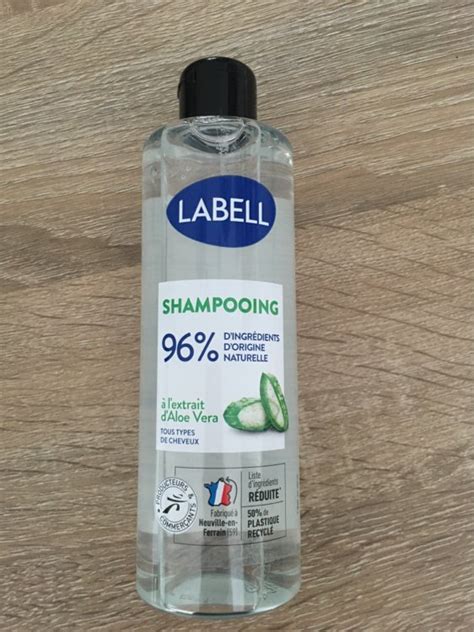 LABELL
SHAMPOOING
96% D'INGRÉDIENTS
D'ORIGINE
NATURELLE
à l'extrait
d'Aloe Vera
TOUS TYPES
DE CHEVEUX
PRODUCTEURS &
COMMERÇANTS
Fabriqué à
Neuville-en-
Ferrain (59)
Liste
d'ingrédients
RÉDUITE*
50% de
PLASTIQUE
RECYCLÉ